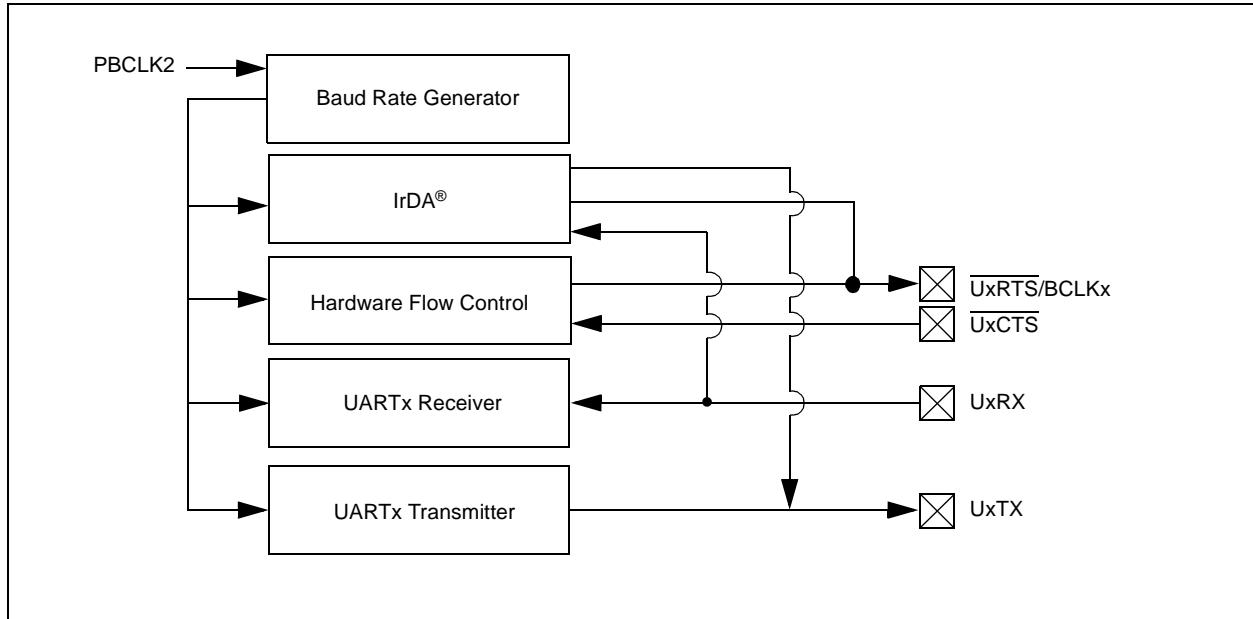 PBCLK2
Baud Rate Generator
IrDA®
Hardware Flow Control
UxRTS/BCLKx
UxCTS
UARTx Receiver
UxRX
UARTx Transmitter
UxTX